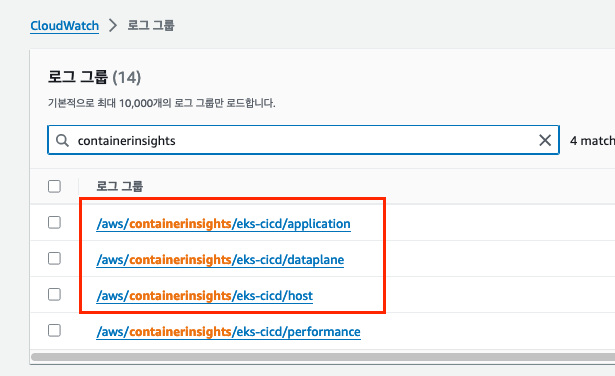 CloudWatch > 로그 그룹
로그 그룹 (14)
기본적으로 최대 10,000개의 로그 그룹만 로드합니다.
containerinsights
4 match
로그 그룹
/aws/containerinsights/eks-cicd/application
/aws/containerinsights/eks-cicd/dataplane
/aws/containerinsights/eks-cicd/host
/aws/containerinsights/eks-cicd/performance